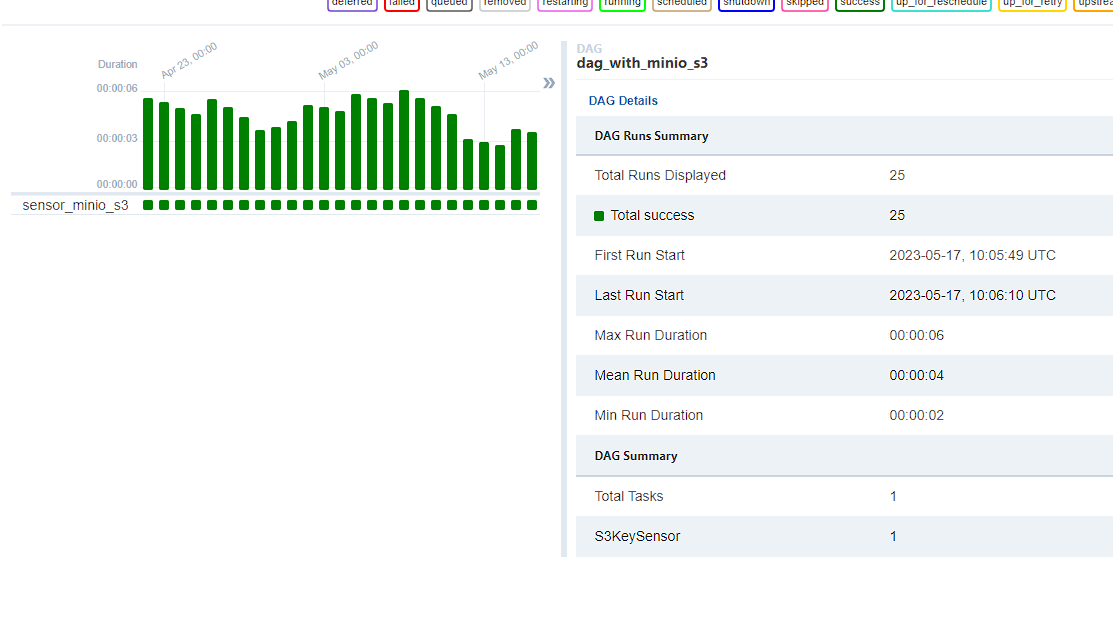 deferred failed queued removed restarting running scheduled shutdown skipped success up_for_reschedule up_for_retry
Duration
Apr 23, 00:00 May 03, 00:00 May 13, 00:00
00:00:06
00:00:03
00:00:00
sensor_minio_s3
»
DAG
dag_with_minio_s3
DAG Details
DAG Runs Summary
Total Runs Displayed 25
Total success 25
First Run Start 2023-05-17, 10:05:49 UTC
Last Run Start 2023-05-17, 10:06:10 UTC
Max Run Duration 00:00:06
Mean Run Duration 00:00:04
Min Run Duration 00:00:02
DAG Summary
Total Tasks 1
S3KeySensor 1